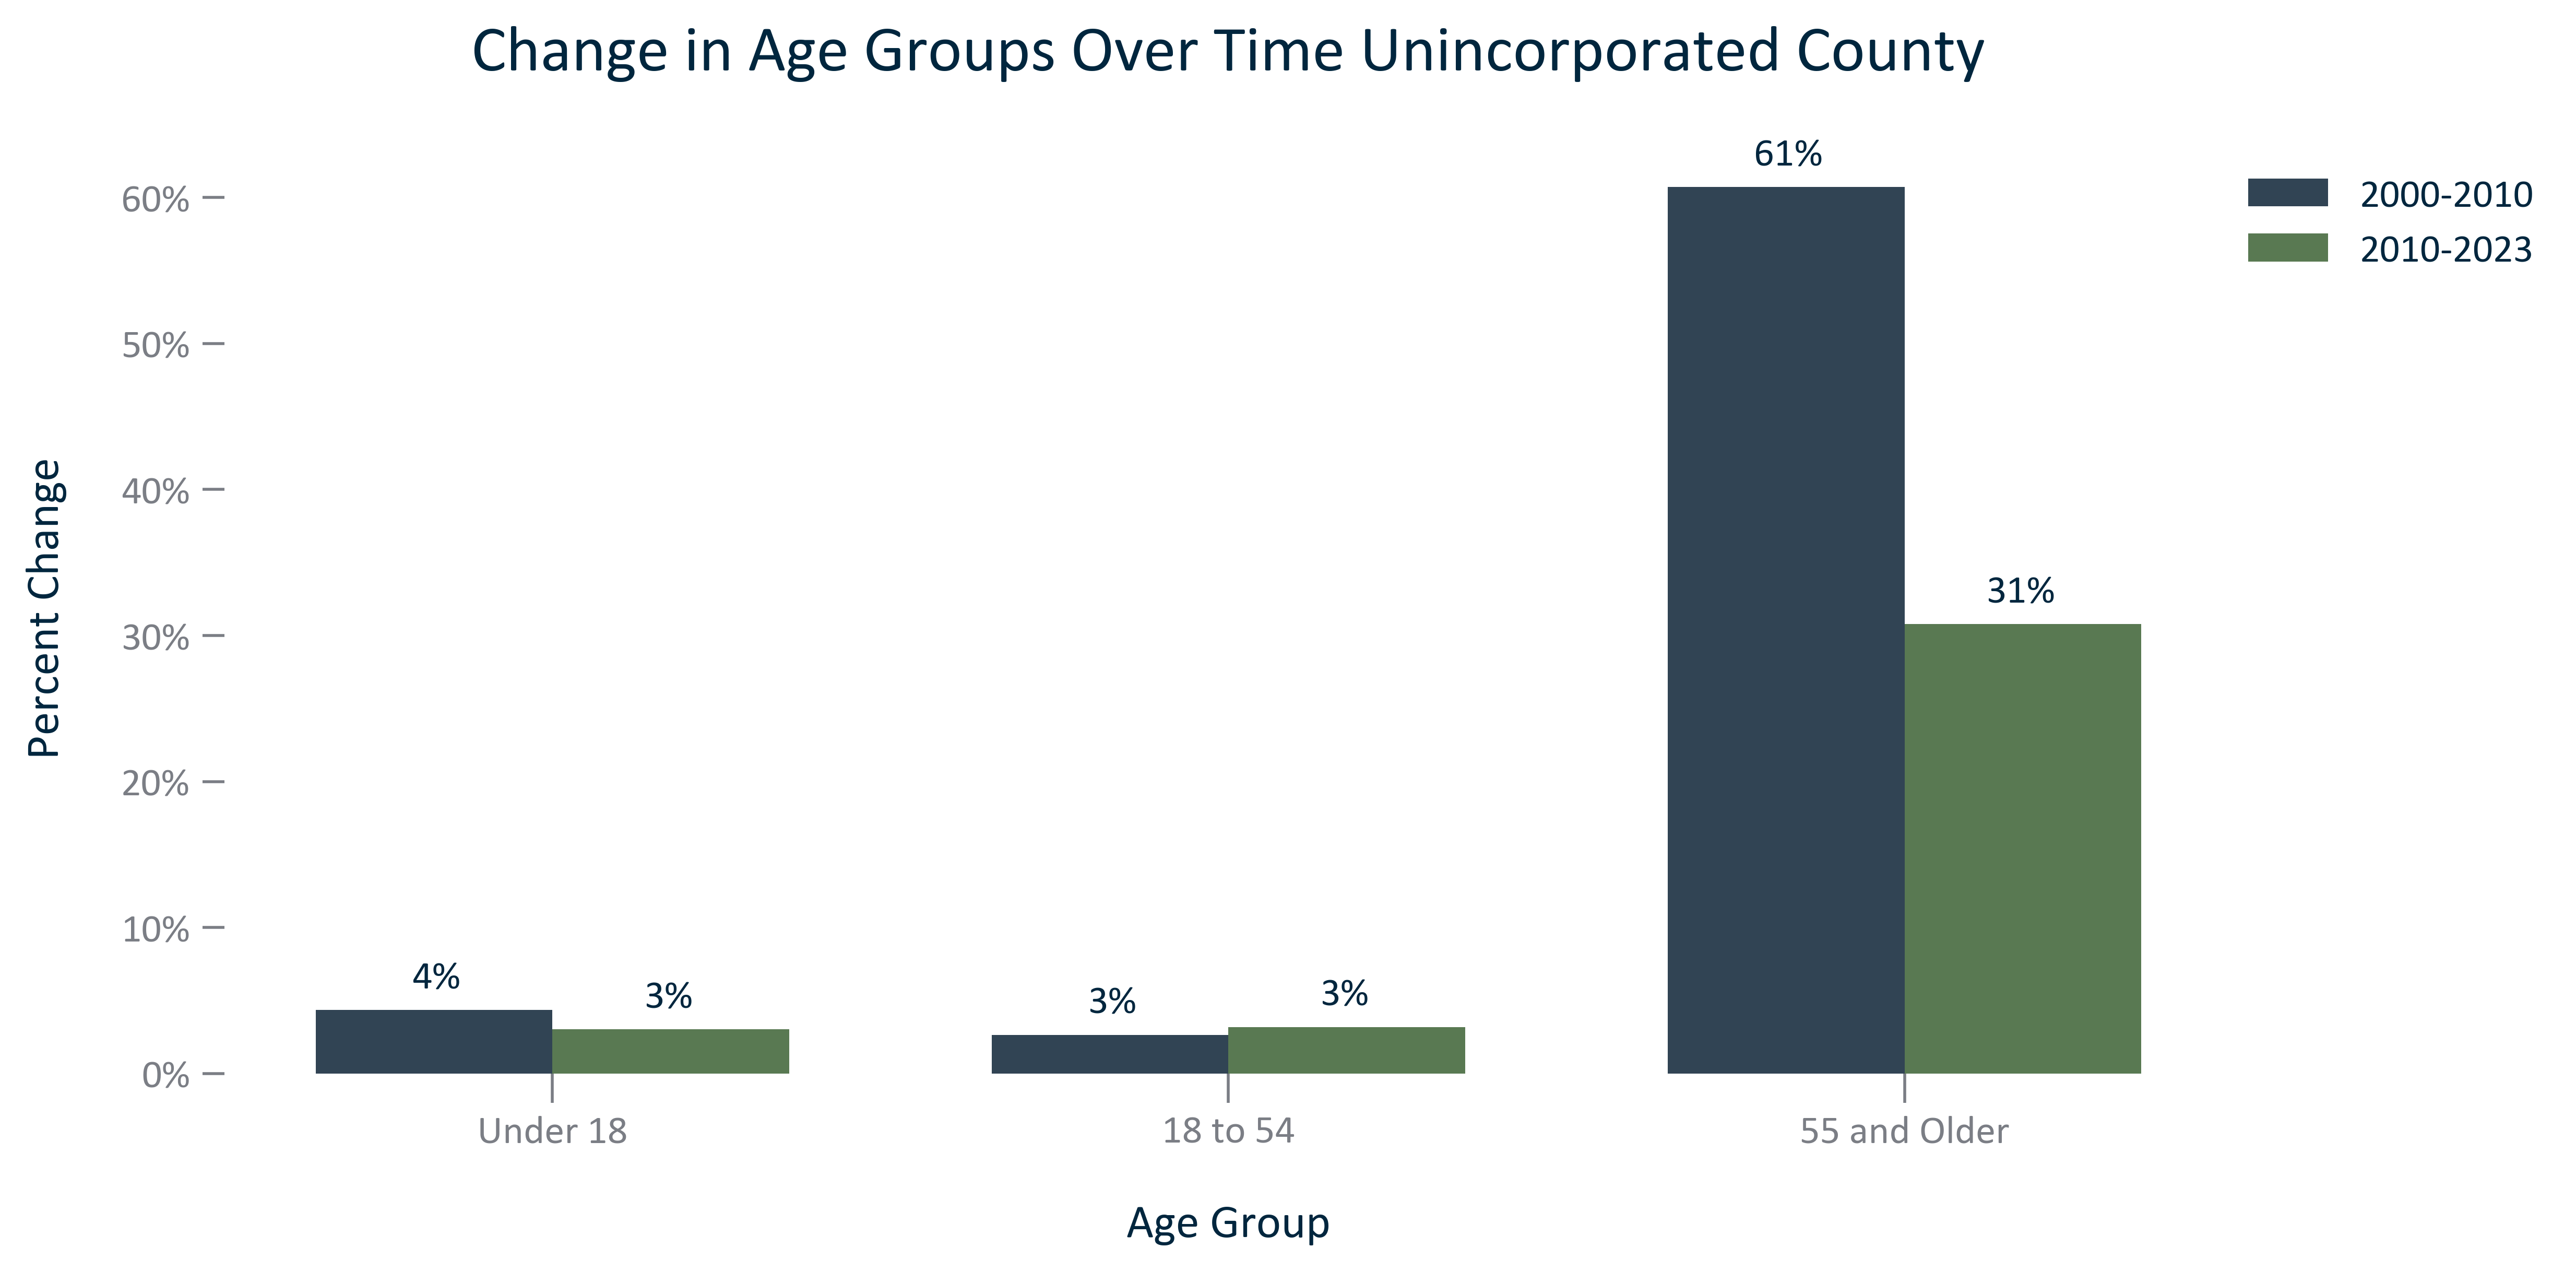 Change in Age Groups Over Time Unincorporated County
61%
60%
2000-2010
2010-2023
50%
40%
Percent Change
31%
30%
20%
10%
4%
3%
3%
3%
0%
Under 18
18 to 54
55 and Older
Age Group